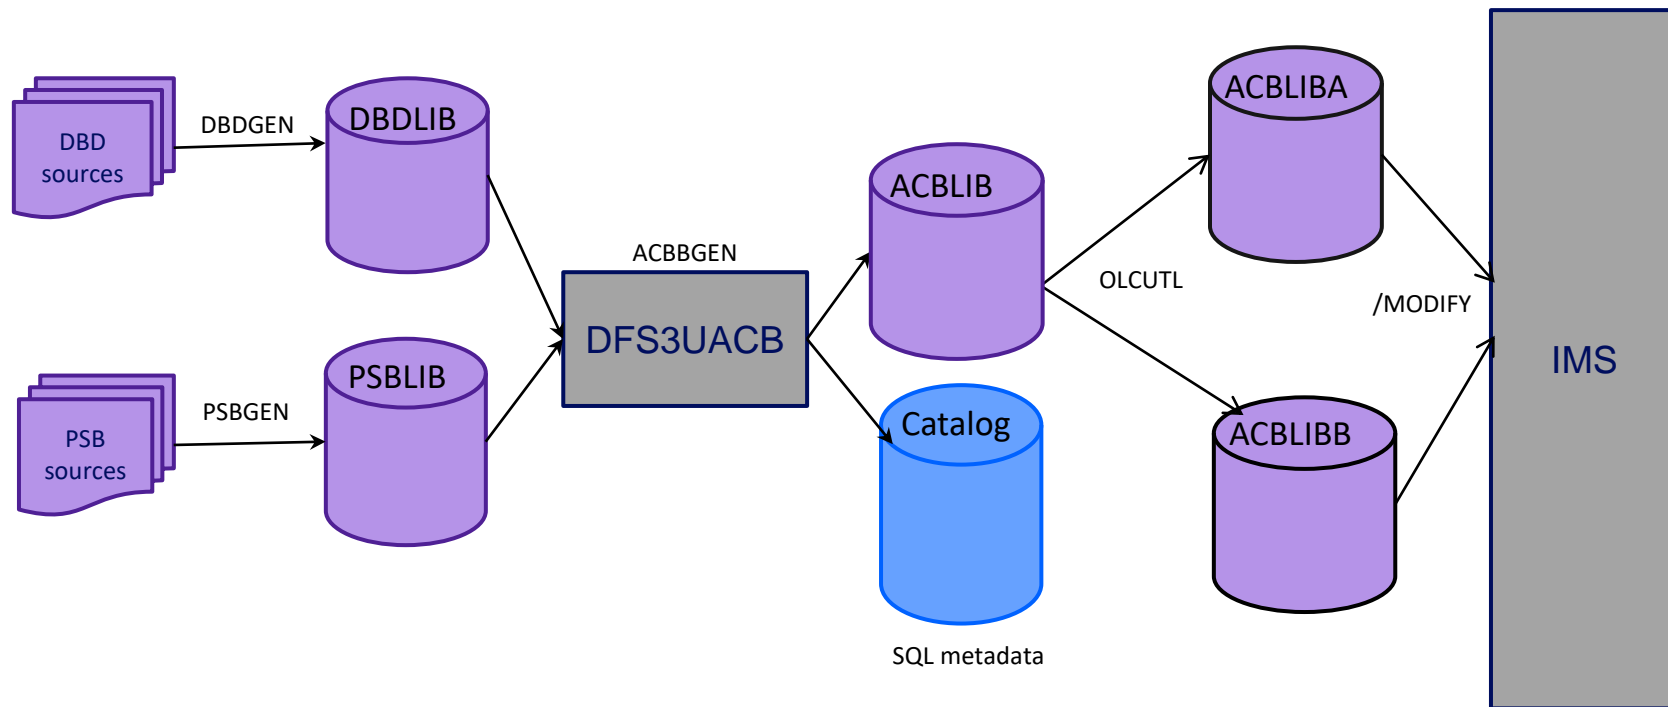 DBD
sources
DBDGEN
DBDLIB
PSB
sources
PSBGEN
PSBLIB
ACBBGEN
DFS3UACB
ACBLIB
Catalog
SQL metadata
OLCUTL
ACBLIBA
ACBLIBB
/MODIFY
IMS